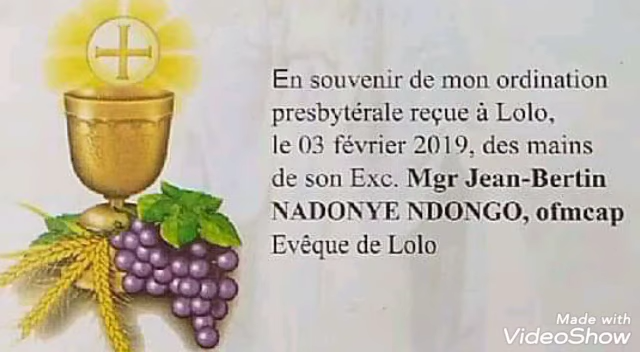 En souvenir de mon ordination
presbytérale reçue à Lolo,
le 03 février 2019, des mains
de son Exc. Mgr Jean-Bertin
NADONYE NDONGO, ofmcap
Evêque de Lolo
Made with
VideoShow